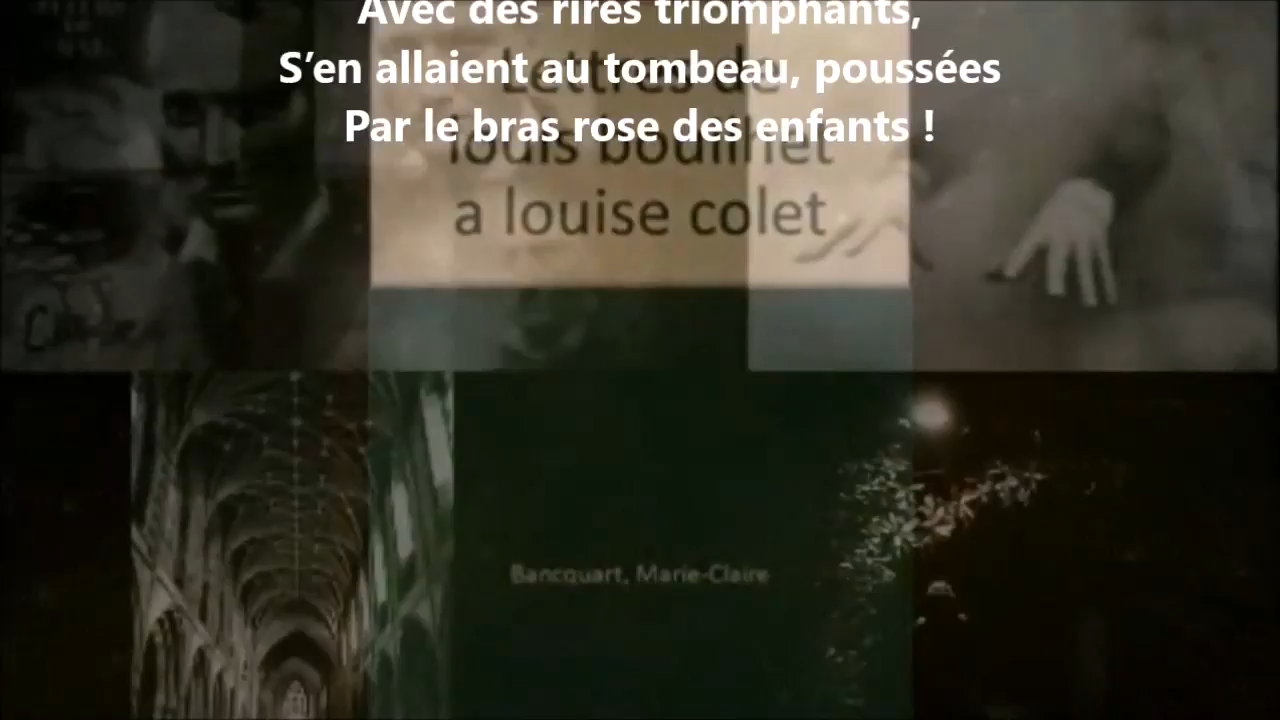 Avec des rires triomphants,
S’en allaient au tombeau, poussées
Par le bras rose des enfants !
Lettres de
louis bouilhet
a louise colet
Bancquart, Marie-Claire